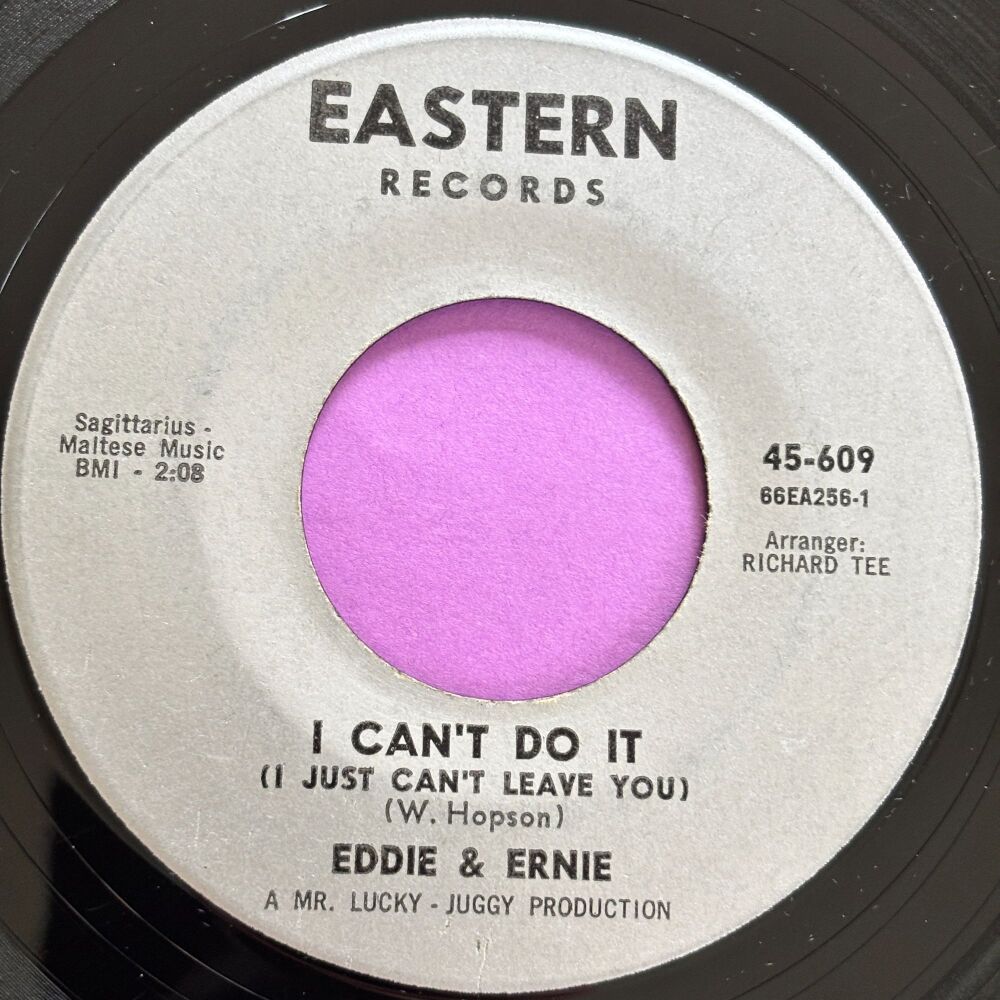 EASTERN
RECORDS
Sagittarius -
Maltese Music
BMI - 2:08
45-609
66EA256-1
Arranger:
RICHARD TEE
I CAN'T DO IT
(I JUST CAN'T LEAVE YOU)
(W. Hopson)
EDDIE & ERNIE
A MR. LUCKY - JUGGY PRODUCTION